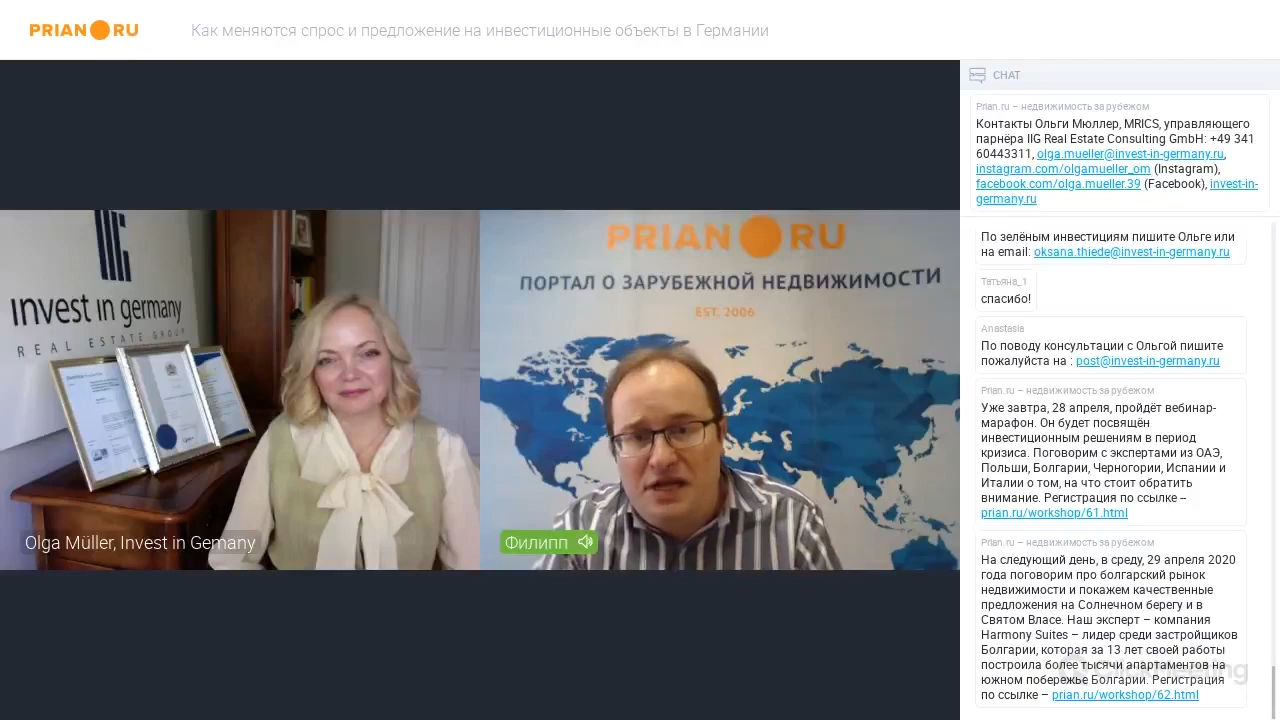 PRIAN RU
Как меняются спрос и предложение на инвестиционные объекты в Германии
invest in germany
REAL ESTATE GROUP
Olga Müller, Invest in Gemany
PRIAN RU
ПОРТАЛ О ЗАРУБЕЖНОЙ НЕДВИЖИМОСТИ
EST. 2006
Филипп
CHAT
Prian.ru – недвижимость за рубежом
Контакты Ольги Мюллер, MRICS, управляющего
парнёра IIG Real Estate Consulting GmbH: +49 341
60443311, olga.mueller@invest-in-germany.ru,
instagram.com/olgamueller_om (Instagram),
facebook.com/olga.mueller.39 (Facebook), invest-in-
germany.ru
По зелёным инвестициям пишите Ольге или
на email: oksana.thiede@invest-in-germany.ru
Татьяна_1
спасибо!
Anastasia
По поводу консультации с Ольгой пишите
пожалуйста на : post@invest-in-germany.ru
Prian.ru – недвижимость за рубежом
Уже завтра, 28 апреля, пройдёт вебинар-
марафон. Он будет посвящён
инвестиционным решениям в период
кризиса. Поговорим с экспертами из ОАЭ,
Польши, Болгарии, Черногории, Испании и
Италии о том, на что стоит обратить
внимание. Регистрация по ссылке –
prian.ru/workshop/61.html
Prian.ru – недвижимость за рубежом
На следующий день, в среду, 29 апреля 2020
года поговорим про болгарский рынок
недвижимости и покажем качественные
предложения на Солнечном берегу и в
Святом Власе. Наш эксперт – компания
Harmony Suites – лидер среди застройщиков
Болгарии, которая за 13 лет своей работы
построила более тысячи апартаментов на
южном побережье Болгарии. Регистрация
по ссылке – prian.ru/workshop/62.html